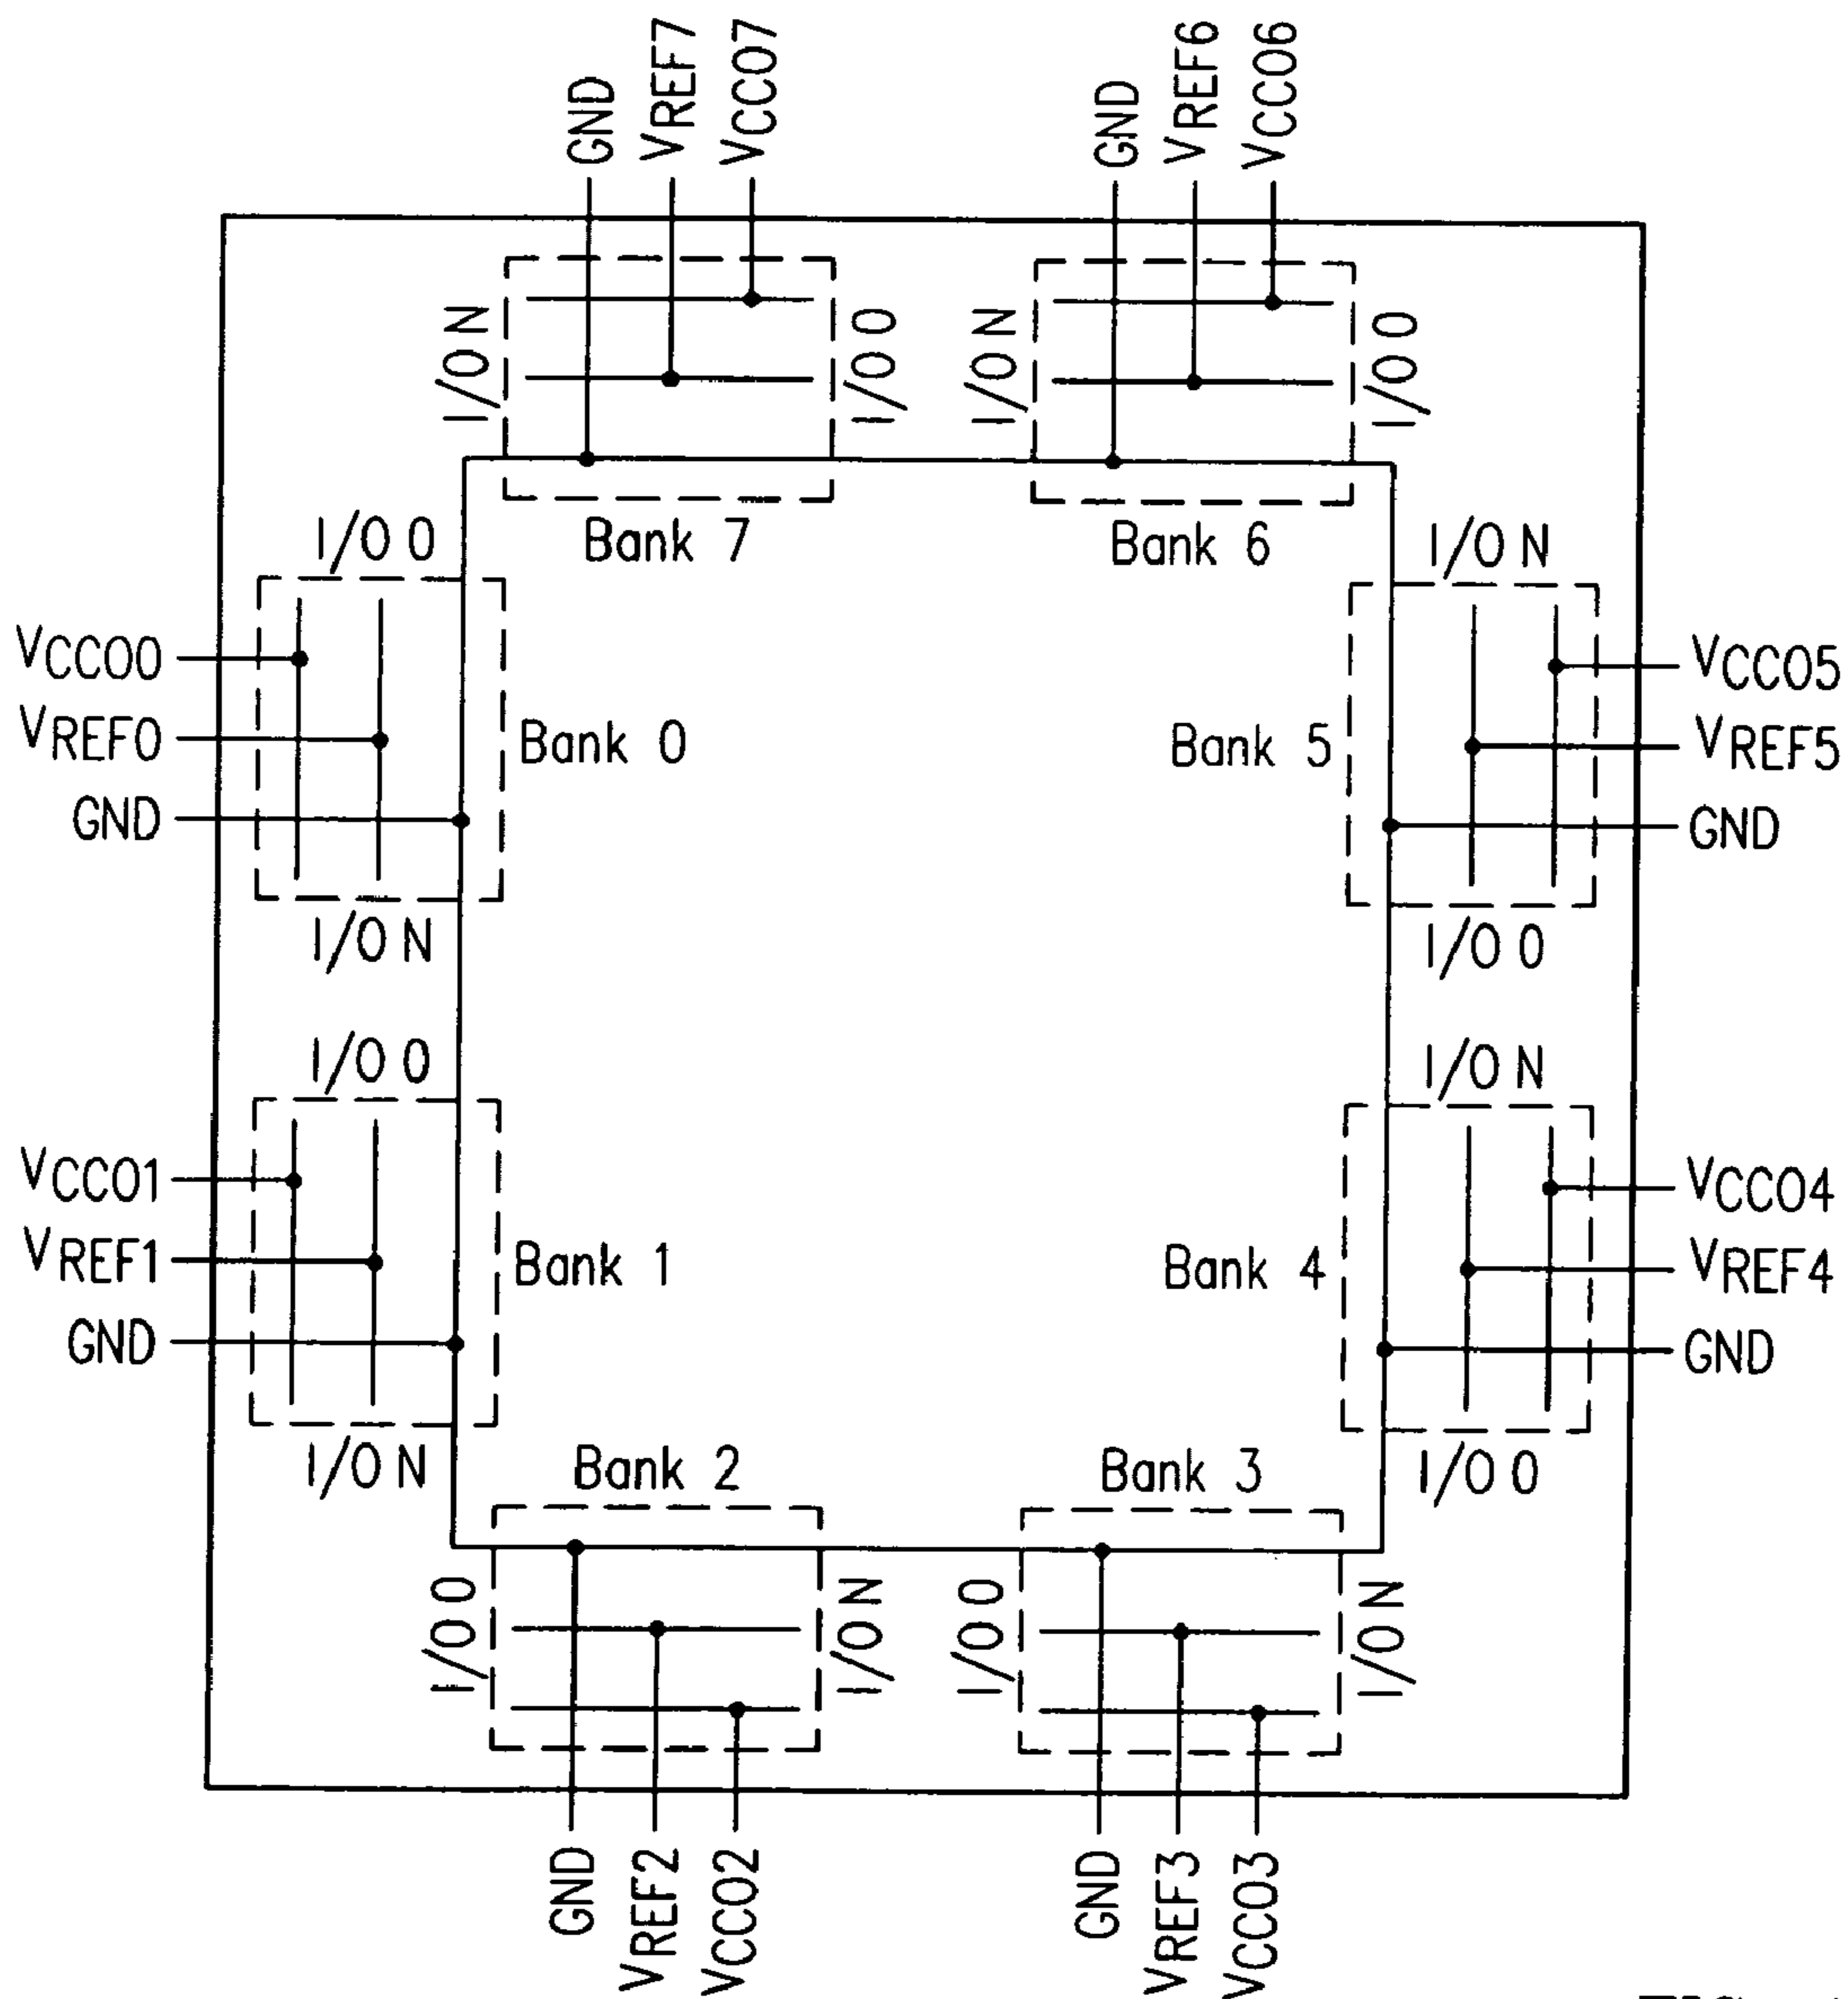 GND
VREF7
VCCO7
GND
VREF6
VCCO6
I/O N
I/O 0
I/O N
I/O 0
Bank 7
Bank 6
I/O 0
I/O N
VCCO0
VREF0
GND
Bank 0
Bank 5
VCCO5
VREF5
GND
I/O N
I/O 0
I/O 0
I/O N
VCCO1
VREF1
GND
Bank 1
Bank 4
VCCO4
VREF4
GND
I/O N
I/O 0
Bank 2
Bank 3
I/O 0
I/O N
I/O 0
I/O N
GND
VREF2
VCCO2
GND
VREF3
VCCO3